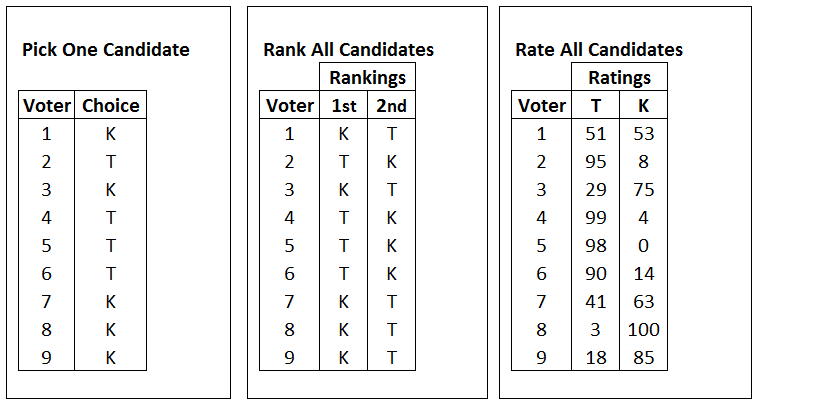 Pick One Candidate
Voter Choice
1 K
2 T
3 K
4 T
5 T
6 T
7 K
8 K
9 K
Rank All Candidates
Rankings
Voter 1st 2nd
1 K T
2 T K
3 K T
4 T K
5 T K
6 T K
7 K T
8 K T
9 K T
Rate All Candidates
Ratings
Voter T K
1 51 53
2 95 8
3 29 75
4 99 4
5 98 0
6 90 14
7 41 63
8 3 100
9 18 85